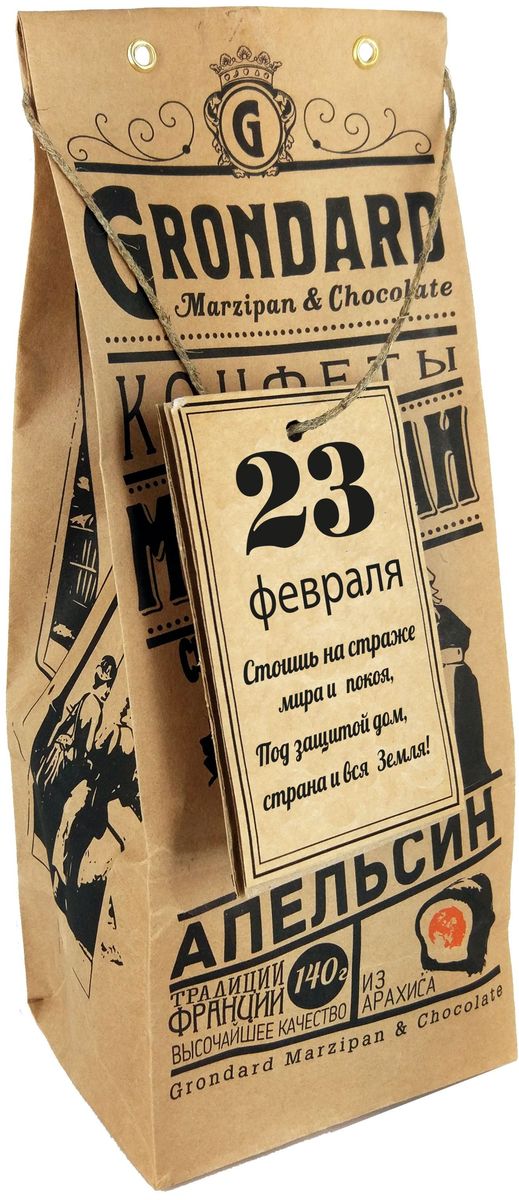 G
GRONDARD
Marzipan & Chocolate
КОНФЕТЫ
23
февраля
Стоишь на страже
мира и покоя,
Под защитой дом,
страна и вся Земля!
АПЕЛЬСИН
ТРАДИЦИИ
ФРАНЦИИ
140г
ВЫСОЧАЙШЕЕ КАЧЕСТВО
ИЗ
АРАХИСА
Grondard Marzipan & Chocolate